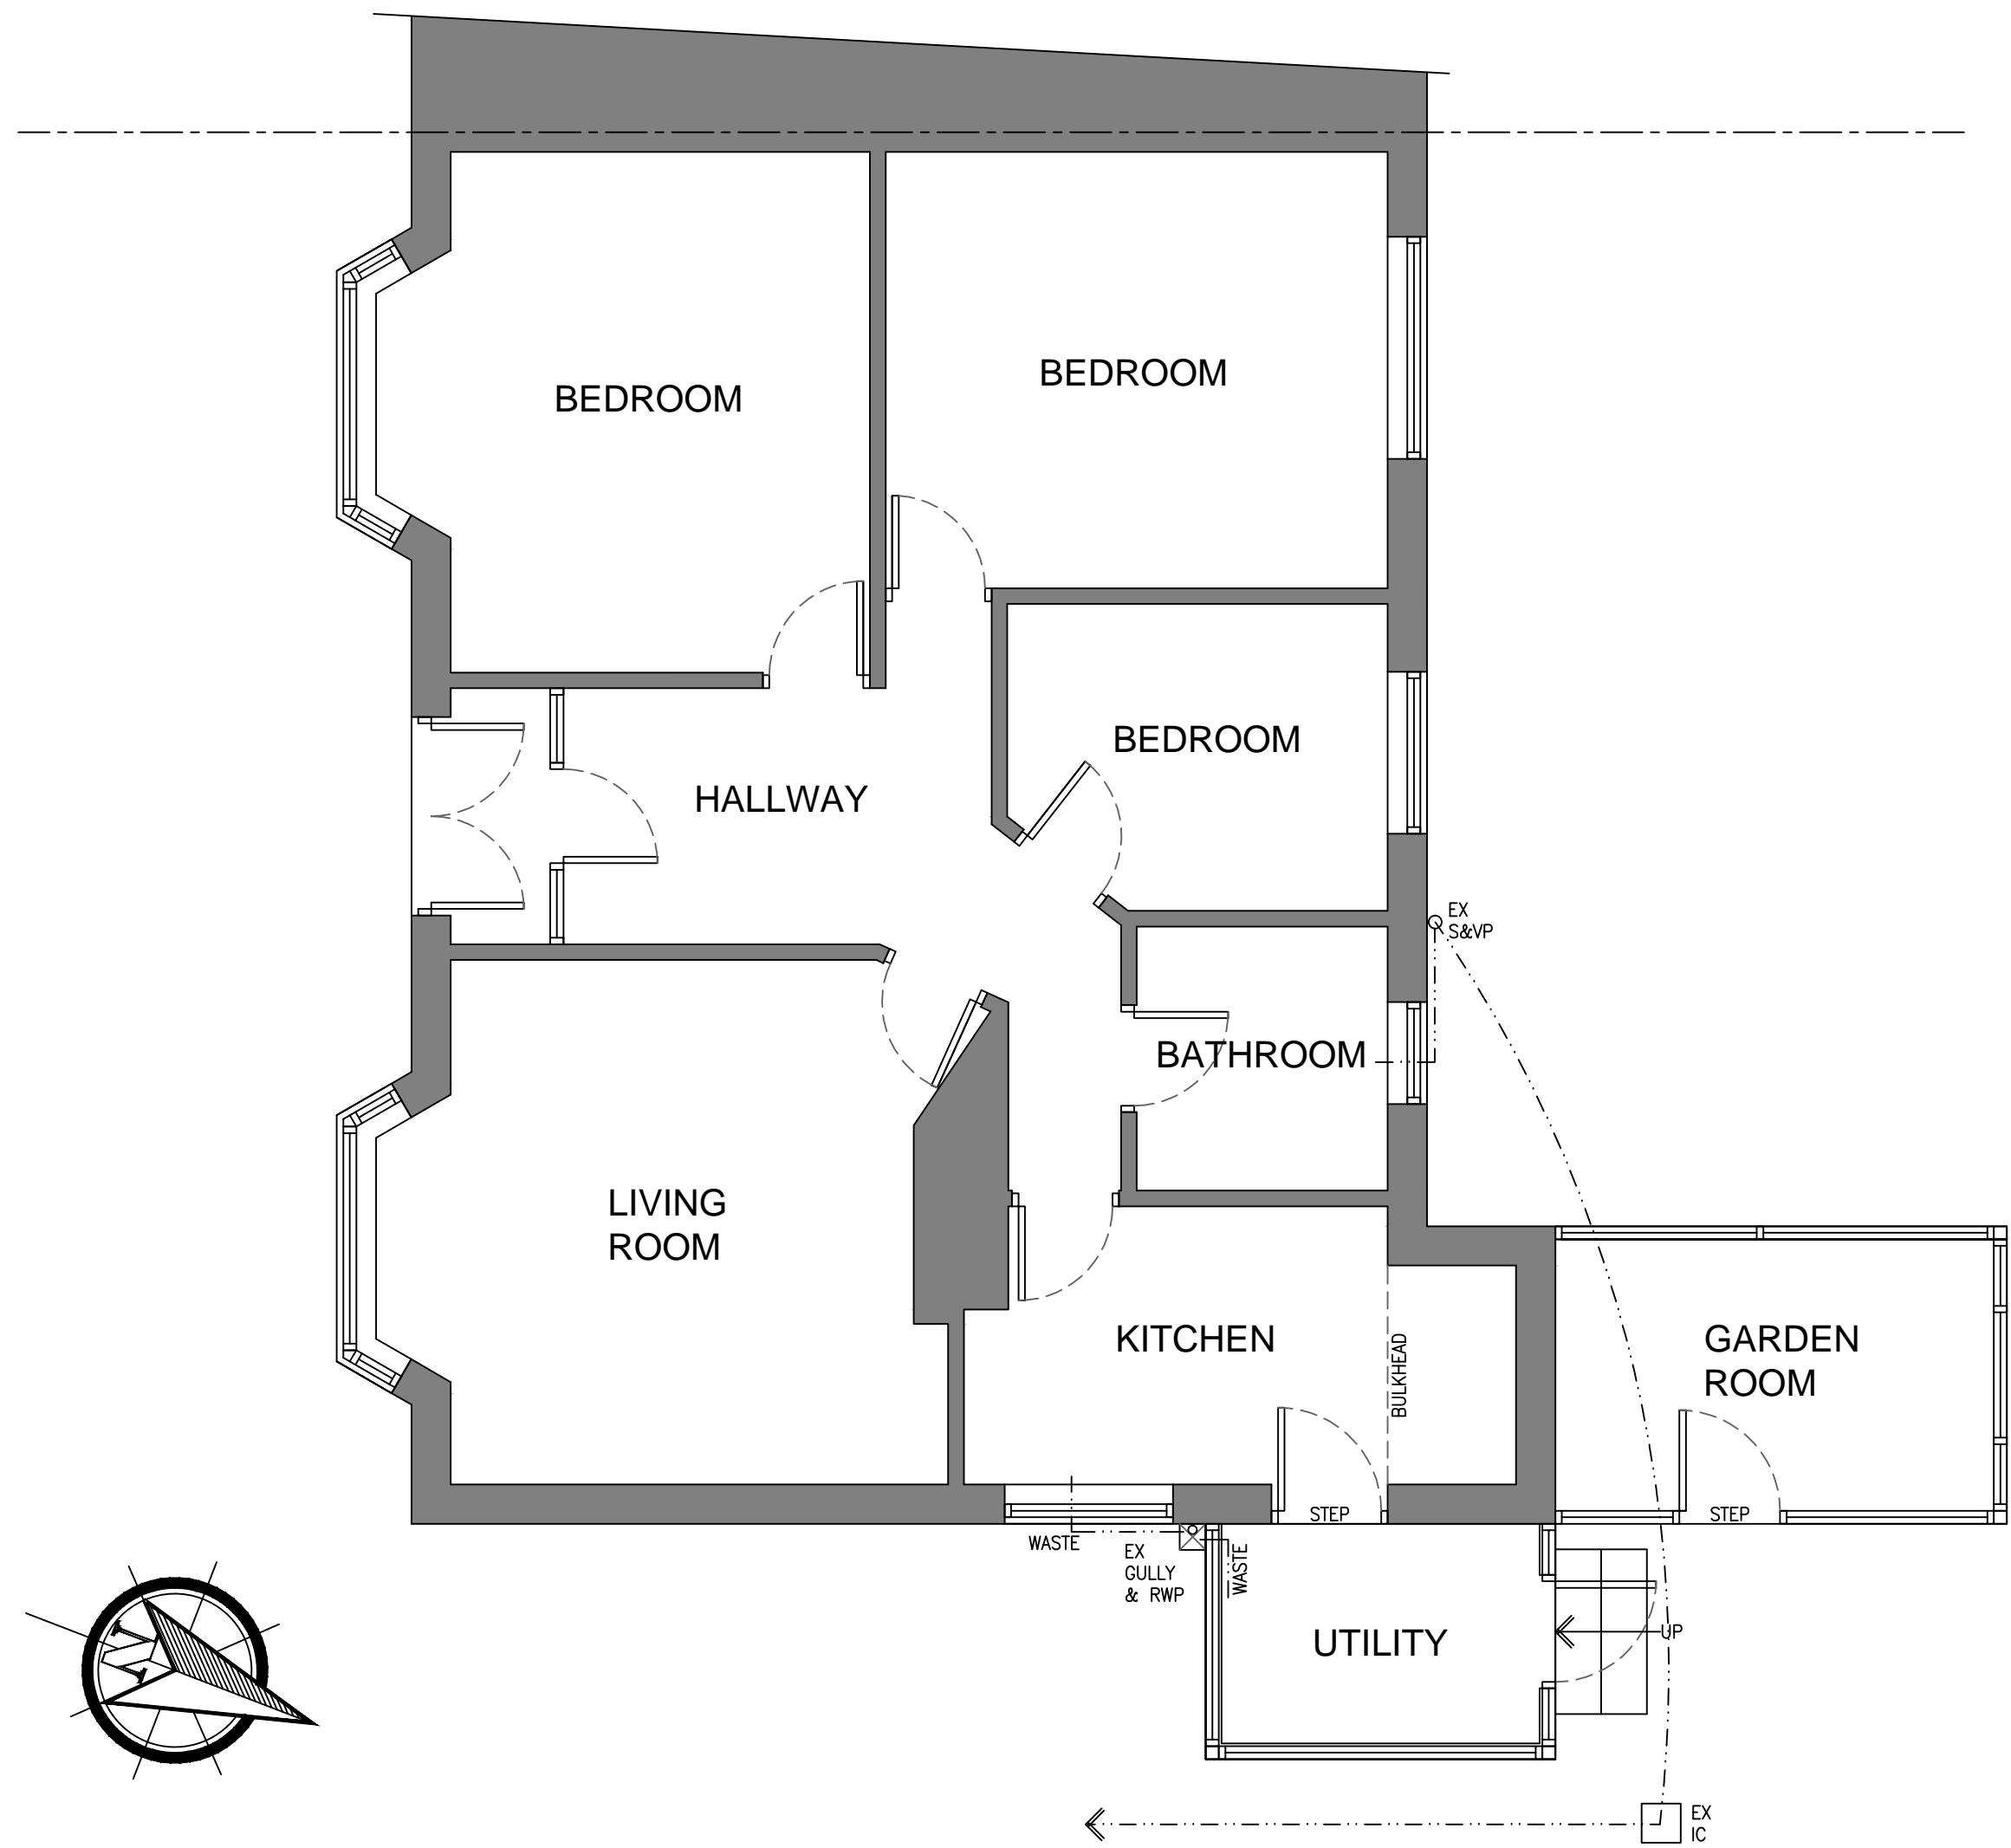 BEDROOM
BEDROOM
BEDROOM
HALLWAY
EX
S&VP
BATHROOM
LIVING
ROOM
KITCHEN
BULKHEAD
GARDEN
ROOM
STEP
STEP
WASTE
EX
GULLY
& RWP
WASTE
UTILITY
UP
N
EX
IC